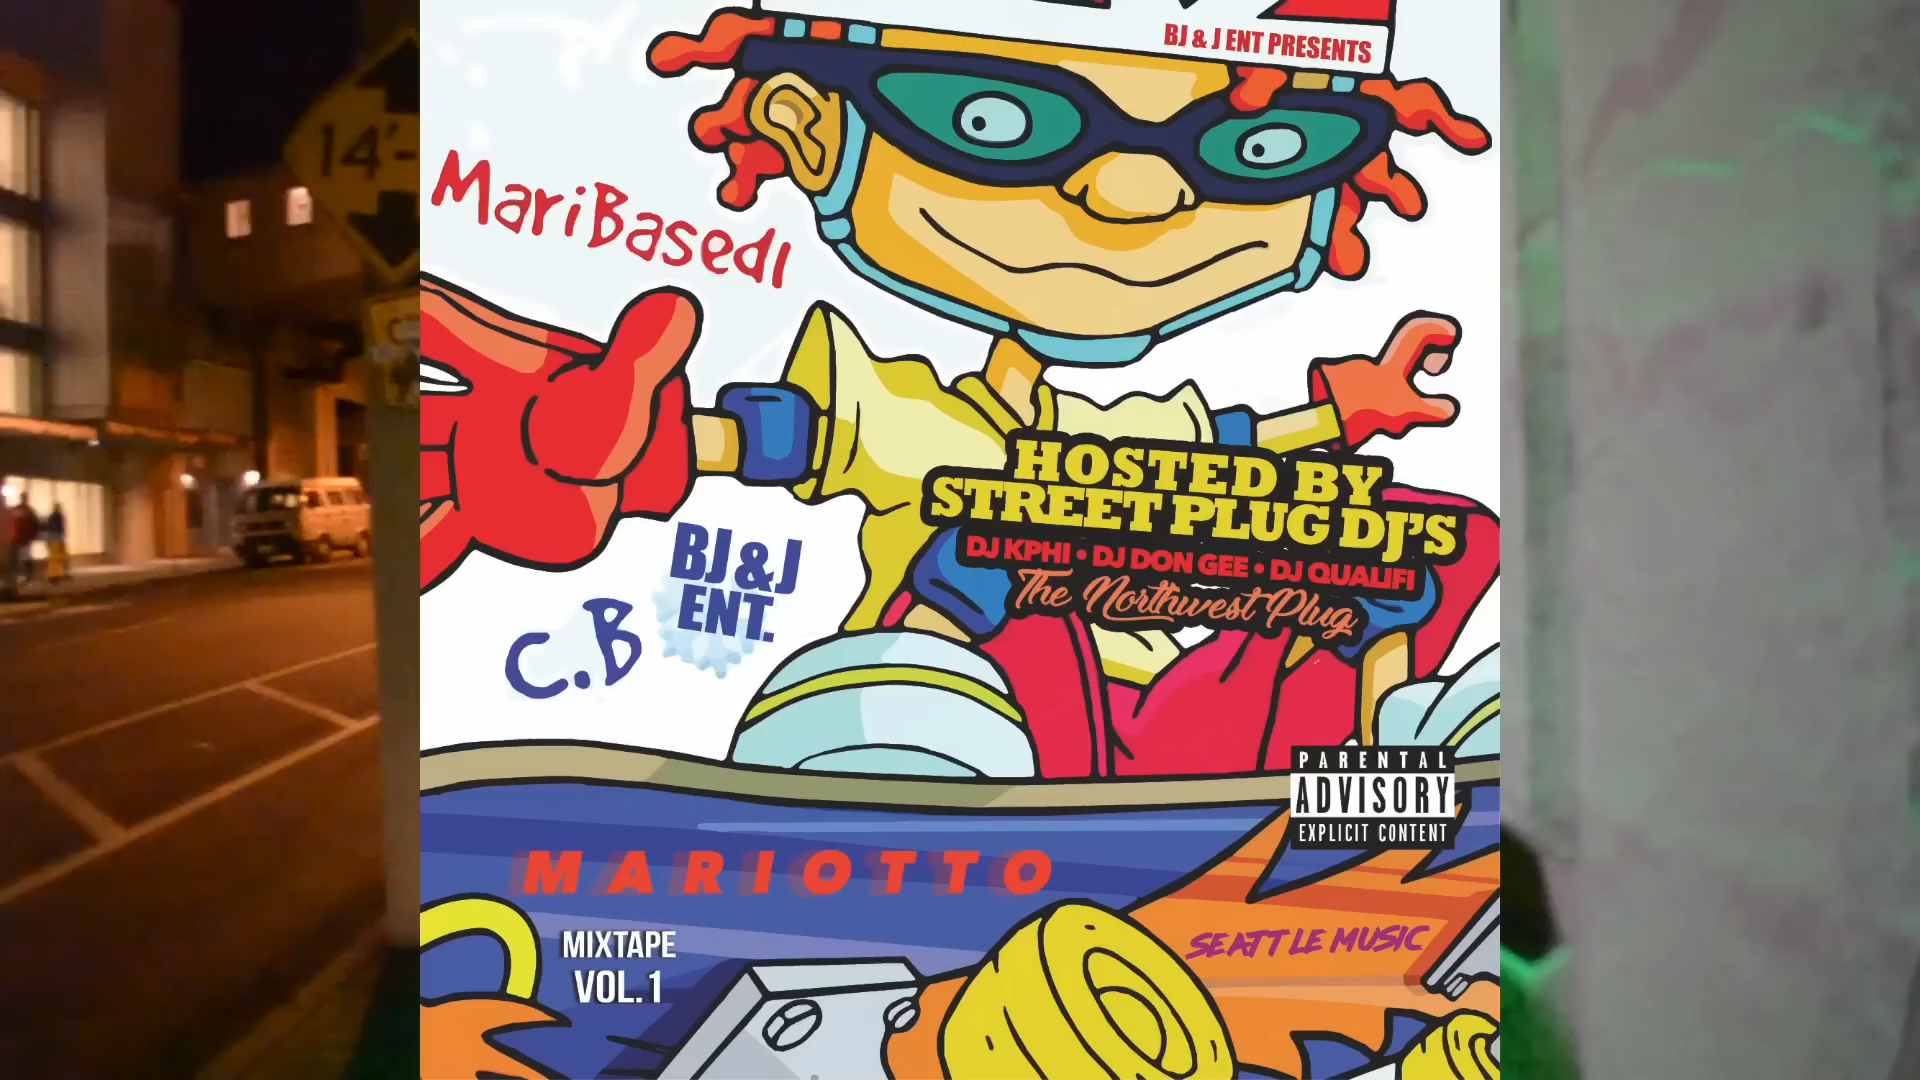 BJ & J ENT PRESENTS
14'-
MariBased1
HOSTED BY
STREET PLUG DJ'S
DJ KPHI • DJ DON GEE • DJ QUALIFI
The Northwest Plug
BJ & J
ENT.
C.B
PARENTAL
ADVISORY
EXPLICIT CONTENT
MARIOTTO
MIXTAPE
VOL. 1
SEATTLE MUSIC